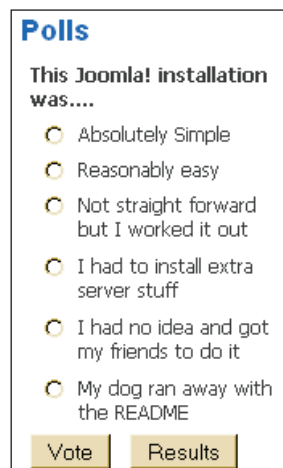 Polls
This Joomla! installation
was....
Absolutely Simple
Reasonably easy
Not straight forward
but I worked it out
I had to install extra
server stuff
I had no idea and got
my friends to do it
My dog ran away with
the README
Vote Results